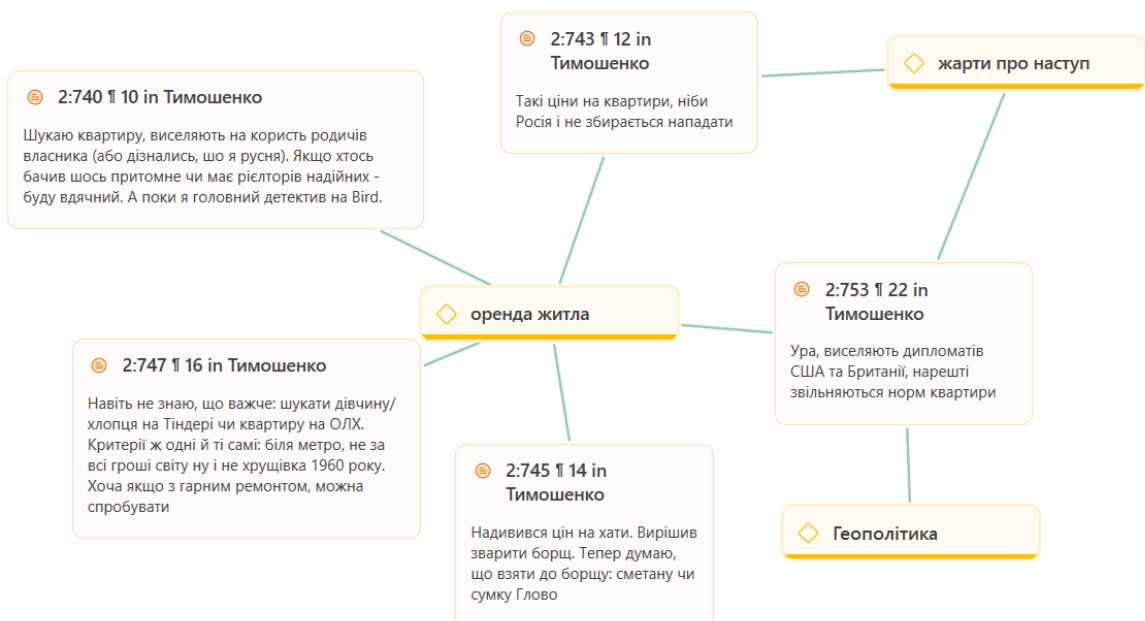 2:743 ¶ 12 in
Тимошенко
Такі ціни на квартири, ніби
Росія і не збирається нападати
жарти про наступ
2:740 ¶ 10 in Тимошенко
Шукаю квартиру, виселяють на користь родичів
власника (або дізнались, шо я русня). Якщо хтось
бачив шось притомне чи має рієлторів надійних -
буду вдячний. А поки я головний детектив на Bird.
оренда житла
2:753 ¶ 22 in
Тимошенко
Ура, виселяють дипломатів
США та Британії, нарешті
звільняються норм квартири
2:747 ¶ 16 in Тимошенко
Навіть не знаю, що важче: шукати дівчину/
хлопця на Тіндері чи квартиру на ОЛХ.
Критерії ж одні й ті самі: біля метро, не за
всі гроші світу ну і не хрущівка 1960 року.
Хоча якщо з гарним ремонтом, можна
спробувати
2:745 ¶ 14 in
Тимошенко
Надивився цін на хати. Вирішив
зварити борщ. Тепер думаю,
що взяти до борщу: сметану чи
сумку Глово
Геополітика